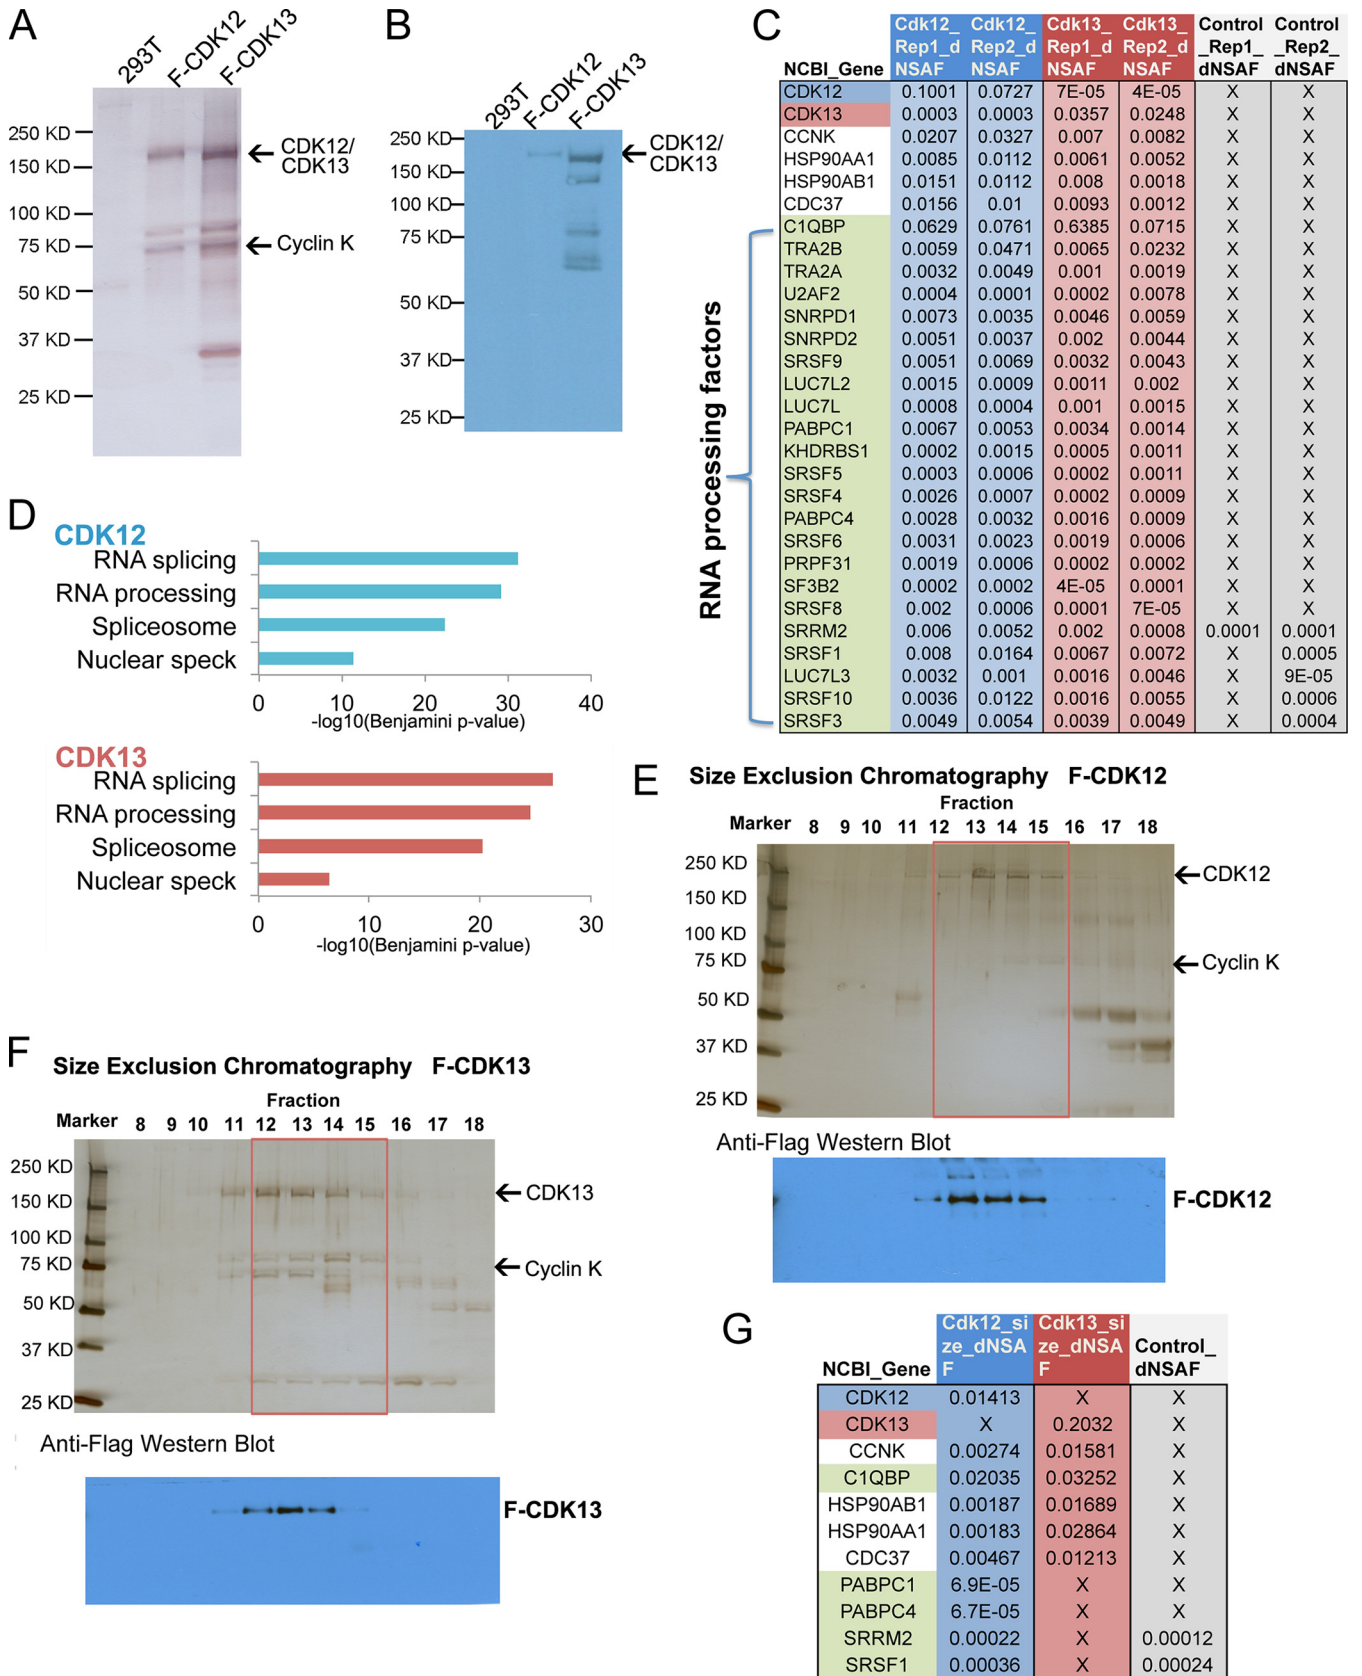 A
293T
F-CDK12
F-CDK13
250 KD
150 KD
100 KD
75 KD
50 KD
37 KD
25 KD
CDK12/
CDK13
Cyclin K
B
293T
F-CDK12
F-CDK13
250 KD
150 KD
100 KD
75 KD
50 KD
37 KD
25 KD
CDK12/
CDK13
C
NCBI_Gene Cdk12_Rep1_dNSAF Cdk12_Rep2_dNSAF Cdk13_Rep1_dNSAF Cdk13_Rep2_dNSAF Control_Rep1_dNSAF Control_Rep2_dNSAF
CDK12 0.1001 0.0727 7E-05 4E-05 X X
CDK13 0.0003 0.0003 0.0357 0.0248 X X
CCNK 0.0207 0.0327 0.007 0.0082 X X
HSP90AA1 0.0085 0.0112 0.0061 0.0052 X X
HSP90AB1 0.0151 0.0112 0.008 0.0018 X X
CDC37 0.0156 0.01 0.0093 0.0012 X X
C1QBP 0.0629 0.0761 0.6385 0.0715 X X
TRA2B 0.0059 0.0471 0.0065 0.0232 X X
TRA2A 0.0032 0.0049 0.001 0.0019 X X
U2AF2 0.0004 0.0001 0.0002 0.0078 X X
SNRPD1 0.0073 0.0035 0.0046 0.0059 X X
SNRPD2 0.0051 0.0037 0.002 0.0044 X X
SRSF9 0.0051 0.0069 0.0032 0.0043 X X
LUC7L2 0.0015 0.0009 0.0011 0.002 X X
LUC7L 0.0008 0.0004 0.001 0.0015 X X
PABPC1 0.0067 0.0053 0.0034 0.0014 X X
KHDRBS1 0.0002 0.0015 0.0005 0.0011 X X
SRSF5 0.0003 0.0006 0.0002 0.0011 X X
SRSF4 0.0026 0.0007 0.0002 0.0009 X X
PABPC4 0.0028 0.0032 0.0016 0.0009 X X
SRSF6 0.0031 0.0023 0.0019 0.0006 X X
PRPF31 0.0019 0.0006 0.0002 0.0002 X X
SF3B2 0.0002 0.0002 4E-05 0.0001 X X
SRSF8 0.002 0.0006 0.0001 7E-05 X X
SRRM2 0.006 0.0052 0.002 0.0008 0.0001 0.0001
SRSF1 0.008 0.0164 0.0067 0.0072 X 0.0005
LUC7L3 0.0032 0.001 0.0016 0.0046 X 9E-05
SRSF10 0.0036 0.0122 0.0016 0.0055 X 0.0006
SRSF3 0.0049 0.0054 0.0039 0.0049 X 0.0004
RNA processing factors
D
CDK12
RNA splicing
RNA processing
Spliceosome
Nuclear speck
0 10 20 30 40
-log10(Benjamini p-value)
CDK13
RNA splicing
RNA processing
Spliceosome
Nuclear speck
0 10 20 30
-log10(Benjamini p-value)
E
Size Exclusion Chromatography F-CDK12
Fraction
Marker 8 9 10 11 12 13 14 15 16 17 18
250 KD
150 KD
100 KD
75 KD
50 KD
37 KD
25 KD
CDK12
Cyclin K
Anti-Flag Western Blot
F-CDK12
F
Size Exclusion Chromatography F-CDK13
Fraction
Marker 8 9 10 11 12 13 14 15 16 17 18
250 KD
150 KD
100 KD
75 KD
50 KD
37 KD
25 KD
CDK13
Cyclin K
Anti-Flag Western Blot
F-CDK13
G
NCBI_Gene Cdk12_size_dNSAF Cdk13_size_dNSAF Control_dNSAF
CDK12 0.01413 X X
CDK13 X 0.2032 X
CCNK 0.00274 0.01581 X
C1QBP 0.02035 0.03252 X
HSP90AB1 0.00187 0.01689 X
HSP90AA1 0.00183 0.02864 X
CDC37 0.00467 0.01213 X
PABPC1 6.9E-05 X X
PABPC4 6.7E-05 X X
SRRM2 0.00022 X 0.00012
SRSF1 0.00036 X 0.00024